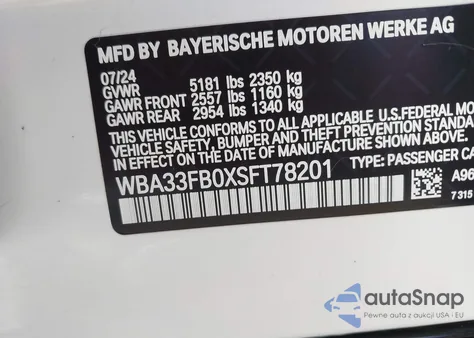 MFD BY BAYERISCHE MOTOREN WERKE AG
07/24
GVWR 5181 lbs 2350 kg
GAWR FRONT 2557 lbs 1160 kg
GAWR REAR 2954 lbs 1340 kg
THIS VEHICLE CONFORMS TO ALL APPLICABLE U.S. FEDERAL MO
VEHICLE SAFETY, BUMPER, AND THEFT PREVENTION STANDARDS
EFFECT ON THE DATE OF MANUFACTURE SHOWN ABOVE.
WBA33FB0XSFT78201 TYPE: PASSENGER CA
A96
7315
autoSnap
Pewne auta z aukcji USA i EU